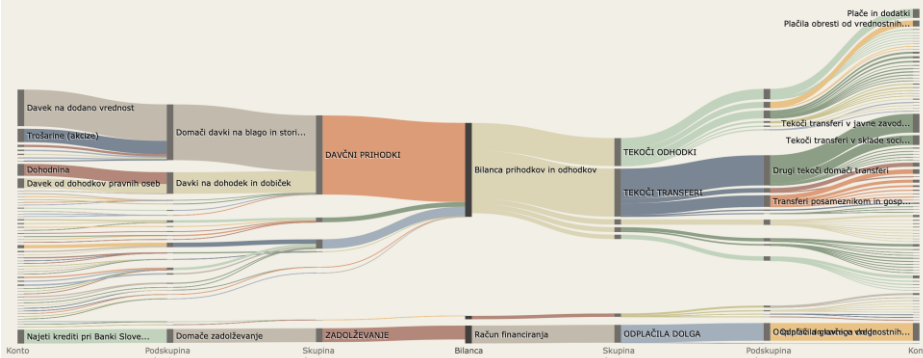 Plače in dodatki
Plačila obresti od vrednostnih...
Davek na dodano vrednost
Trošarine (akcize)
Domači davki na blago in stori...
Tekoči transferi v javne zavod...
Tekoči transferi v sklade soci...
TEKOČI ODHODKI
DAVČNI PRIHODKI
Dohodnina
Bilanca prihodkov in odhodkov
Drugi tekoči domači transferi
Davek od dohodkov pravnih oseb
Davki na dohodek in dobiček
TEKOČI TRANSFERI
Transferi posameznikom in gosp...
Najeti krediti pri Banki Slove...
Domače zadolževanje
ZADOLŽEVANJE
Račun financiranja
ODPLAČILA DOLGA
Konto
Podskupina
Skupina
Bilanca
Skupina
Podskupina